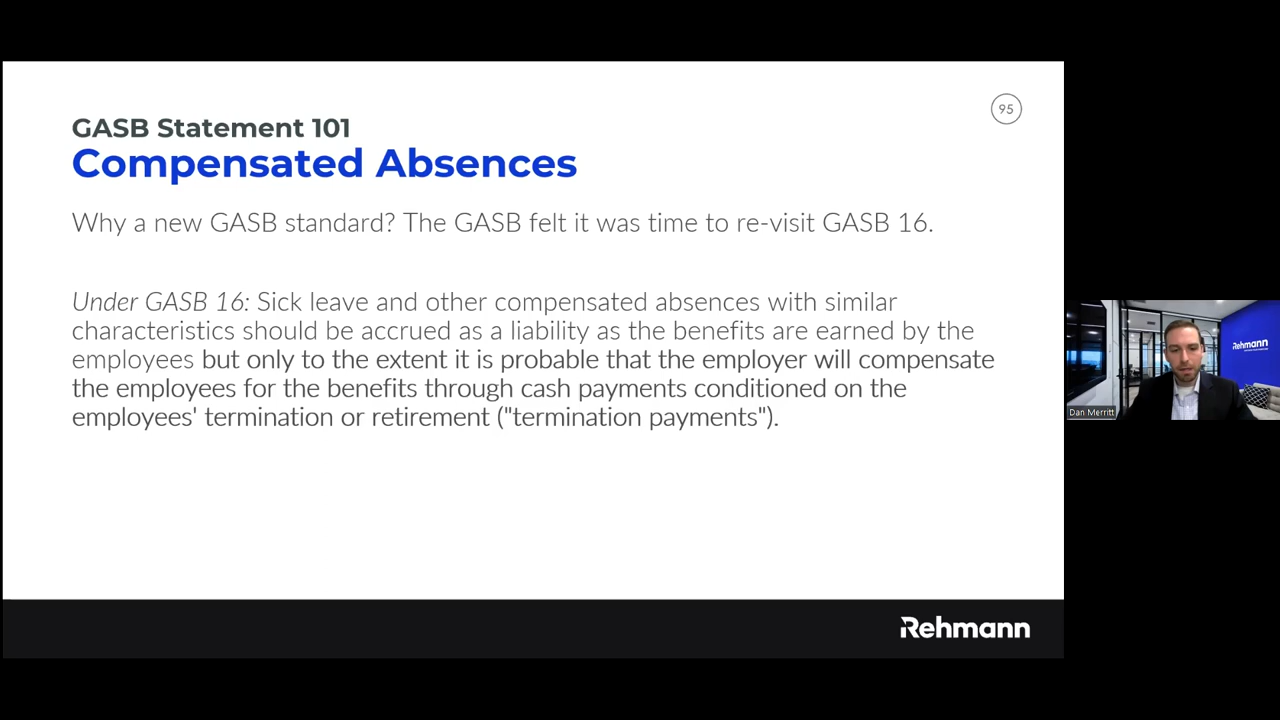 95
GASB Statement 101
Compensated Absences
Why a new GASB standard? The GASB felt it was time to re-visit GASB 16.
Under GASB 16: Sick leave and other compensated absences with similar
characteristics should be accrued as a liability as the benefits are earned by the
employees but only to the extent it is probable that the employer will compensate
the employees for the benefits through cash payments conditioned on the
employees' termination or retirement ("termination payments").
Rehmann
Dan Merritt
Rehmann